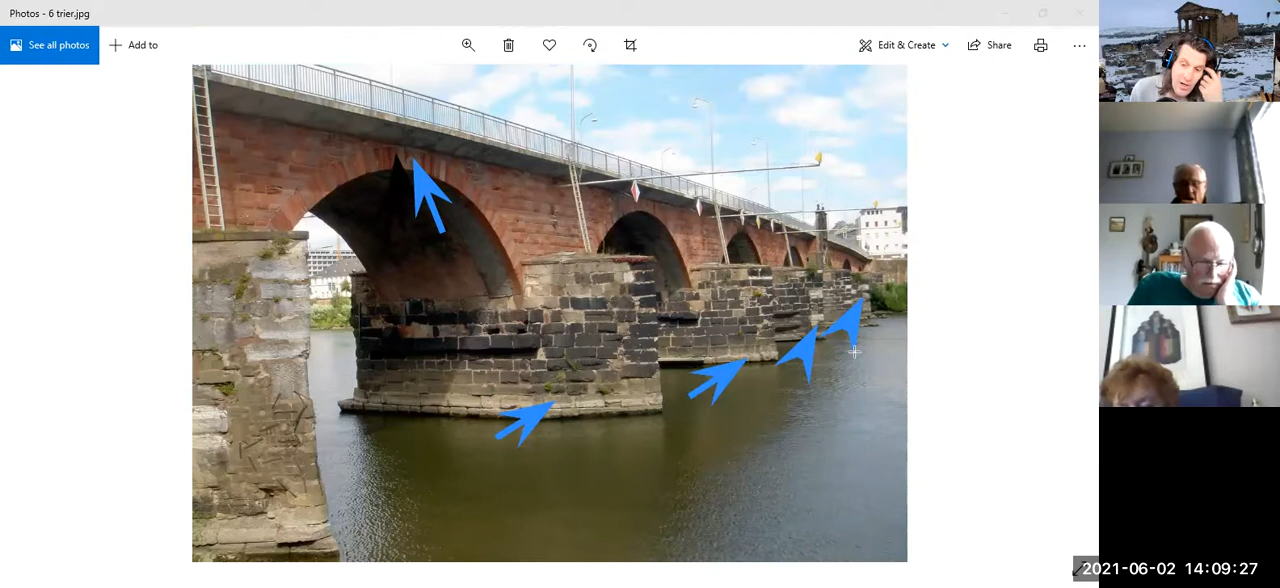 Photos - 6 trier.jpg
See all photos
Add to
Edit & Create
Share
2021-06-02 14:09:27